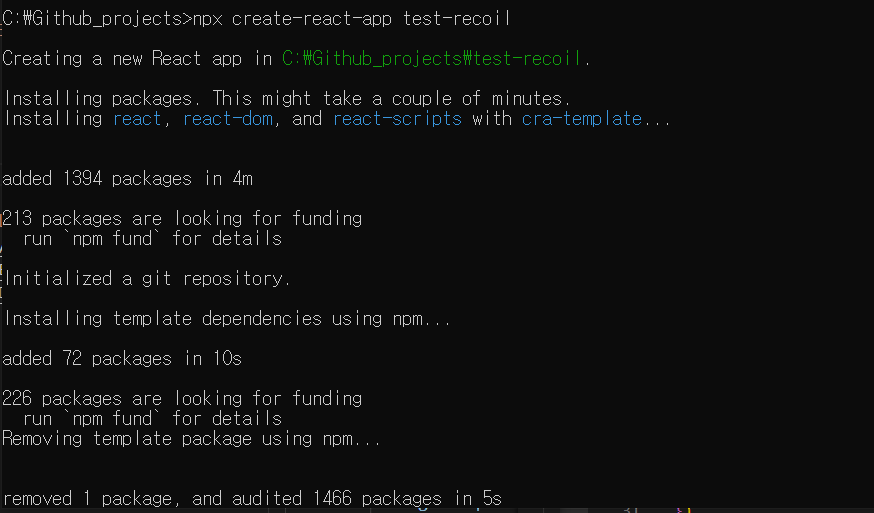 C:₩Github_projects>npx create-react-app test-recoil
Creating a new React app in C:₩Github_projects₩test-recoil.
Installing packages. This might take a couple of minutes.
Installing react, react-dom, and react-scripts with cra-template...
added 1394 packages in 4m
213 packages are looking for funding
  run `npm fund` for details
Initialized a git repository.
Installing template dependencies using npm...
added 72 packages in 10s
226 packages are looking for funding
  run `npm fund` for details
Removing template package using npm...
removed 1 package, and audited 1466 packages in 5s